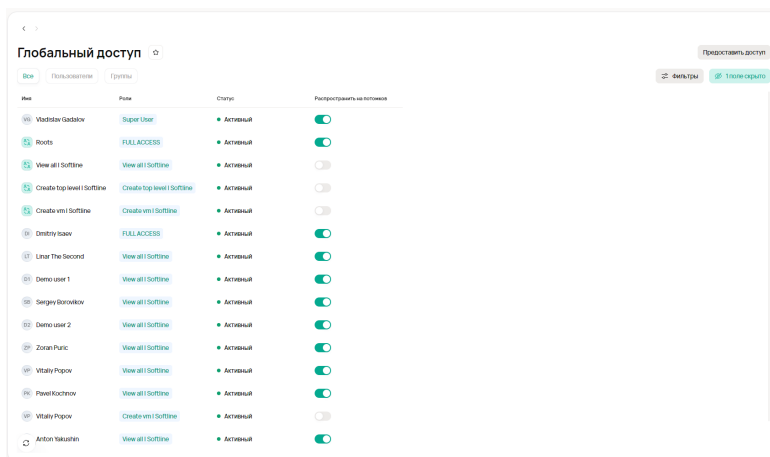 Глобальный доступ
Предоставить доступ
Все Пользователи Группы
Фильтры 1 поле скрыто
Имя Роли Статус Распространить на потомков
VG Vladislav Gadalov Super User Активный
Roots FULL ACCESS Активный
View all | Softline View all | Softline Активный
Create top level | Softline Create top level | Softline Активный
Create vm | Softline Create vm | Softline Активный
DI Dmitriy Isaev FULL ACCESS Активный
LT Linar The Second View all | Softline Активный
D1 Demo user 1 View all | Softline Активный
SB Sergey Borovikov View all | Softline Активный
D2 Demo user 2 View all | Softline Активный
ZP Zoran Puric View all | Softline Активный
VP Vitaliy Popov View all | Softline Активный
PK Pavel Kochnov View all | Softline Активный
VP Vitaliy Popov Create vm | Softline Активный
Anton Yakushin View all | Softline Активный